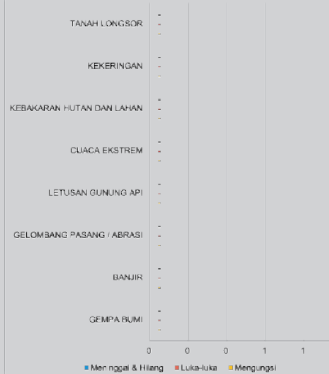 TANAH LONGSOR
-
-
-
KEKERINGAN
-
-
-
KEBAKARAN HUTAN DAN LAHAN
-
-
-
CUACA EKSTREM
-
-
-
LETUSAN GUNUNG API
-
-
-
GELOMBANG PASANG / ABRASI
-
-
-
BANJIR
-
-
-
GEMPA BUMI
-
-
-
0 0 0 1 1
Meninggal & Hilang Luka-luka Mengungsi